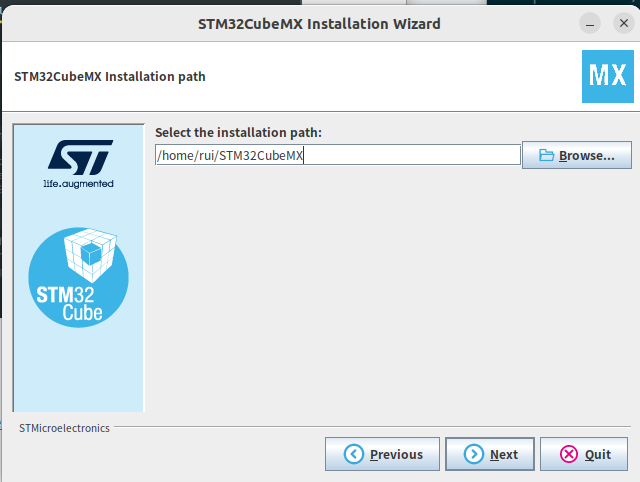 STM32CubeMX Installation Wizard
STM32CubeMX Installation path
MX
Select the installation path:
/home/rui/STM32CubeMX
Browse...
ST
life.augmented
STM32
Cube
STMicroelectronics
Previous
Next
Quit